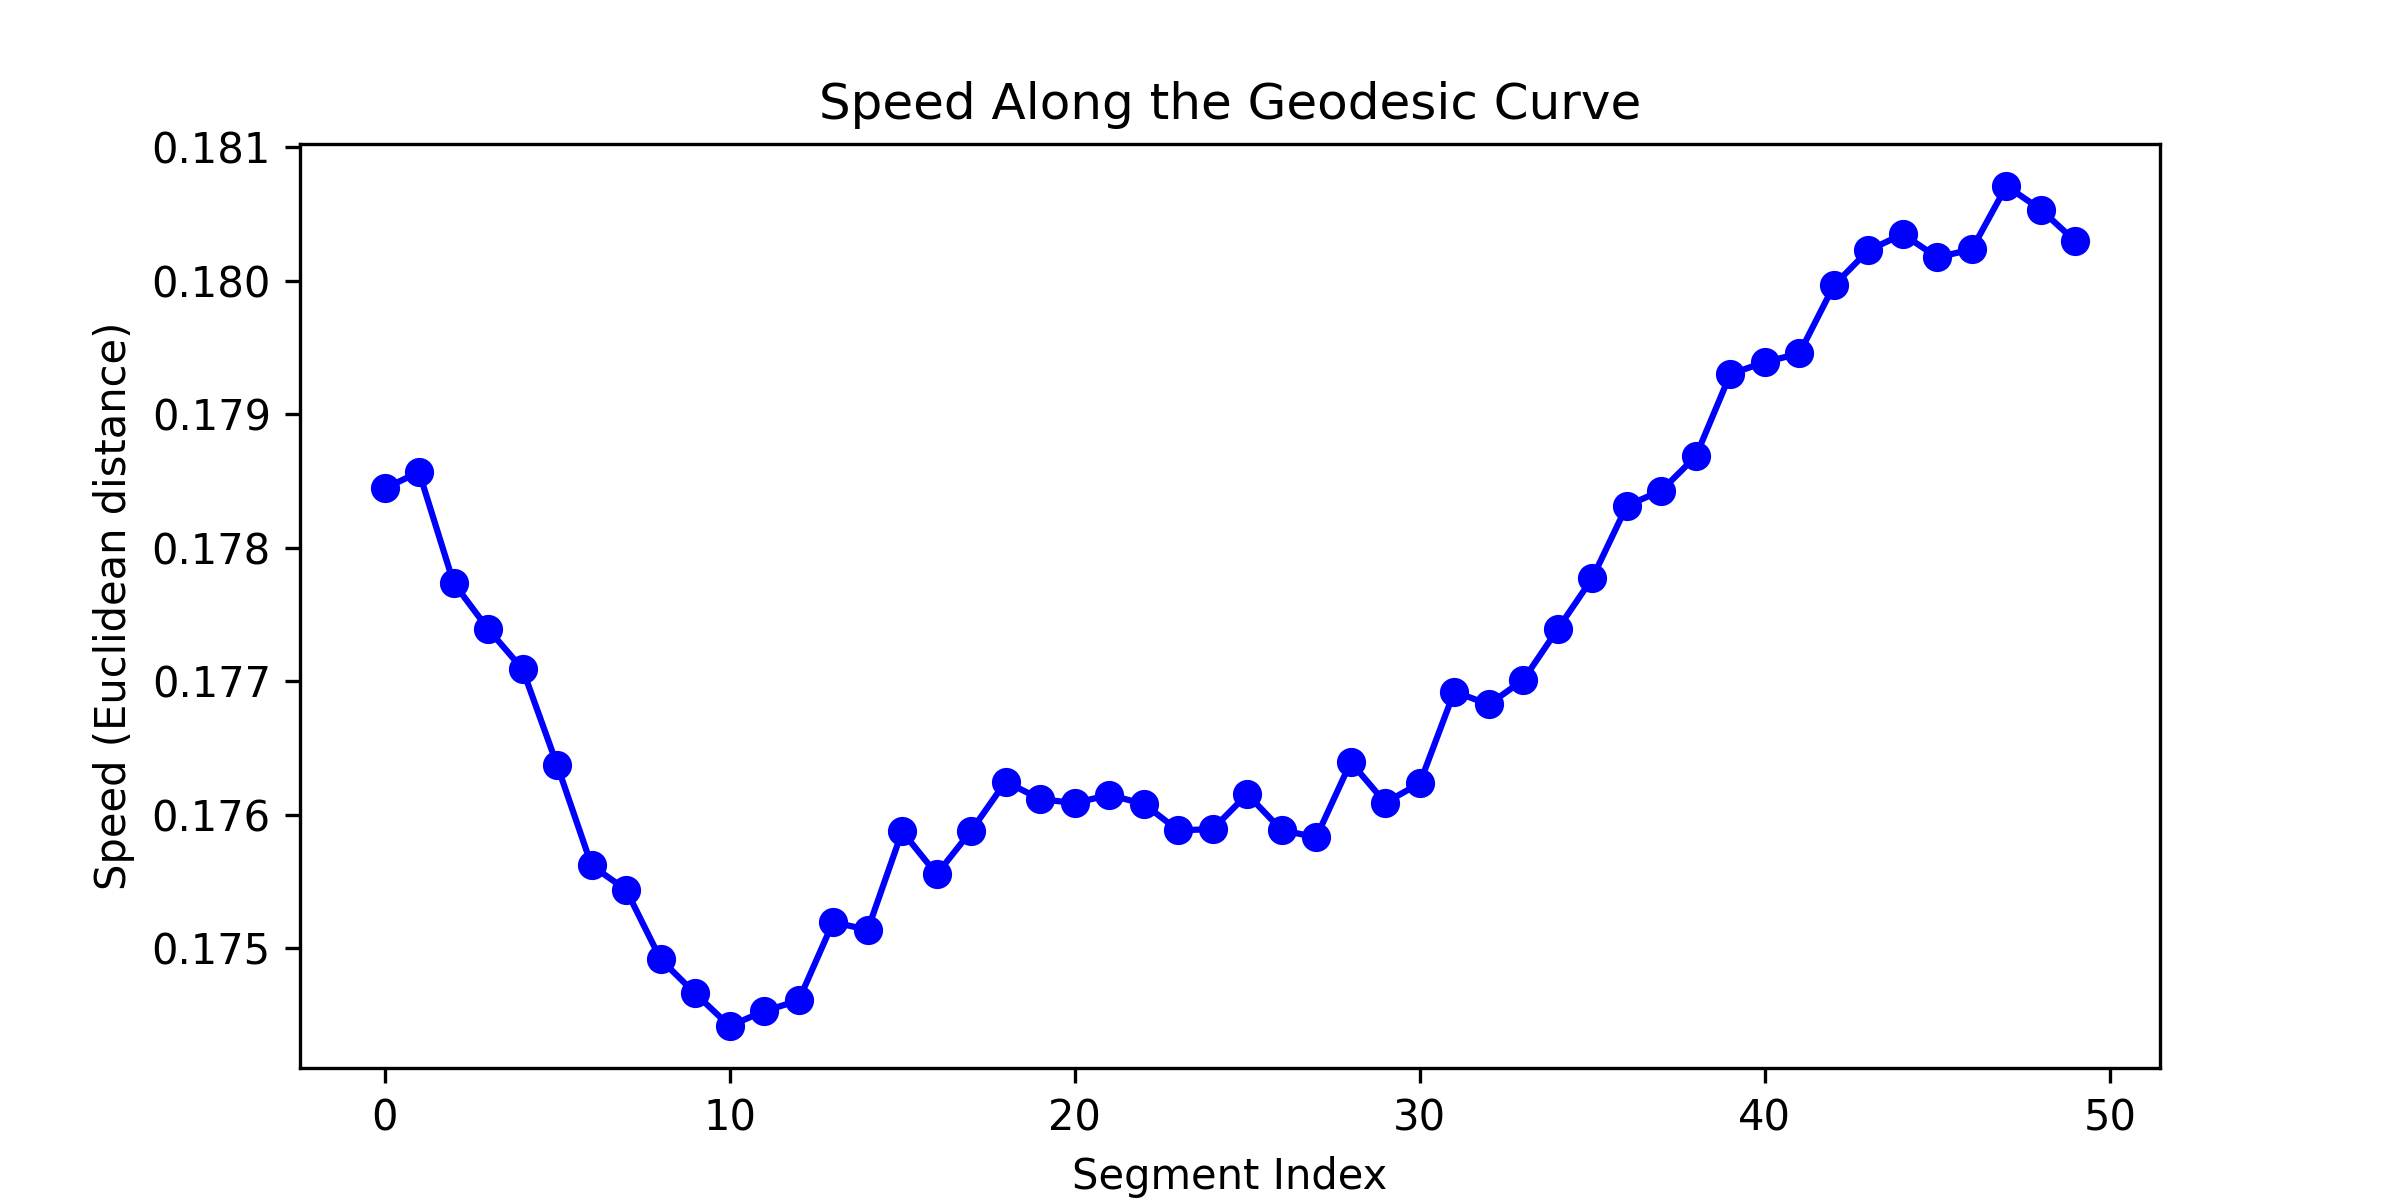 Speed Along the Geodesic Curve
0.181
0.180
0.179
0.178
0.177
0.176
0.175
Speed (Euclidean distance)
0 10 20 30 40 50
Segment Index